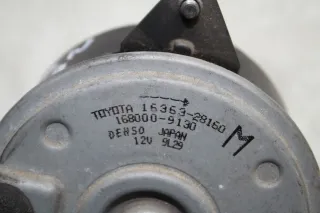 TOYOTA 16363-28160
168000-9130
DENSO JAPAN
12V 9L29
M